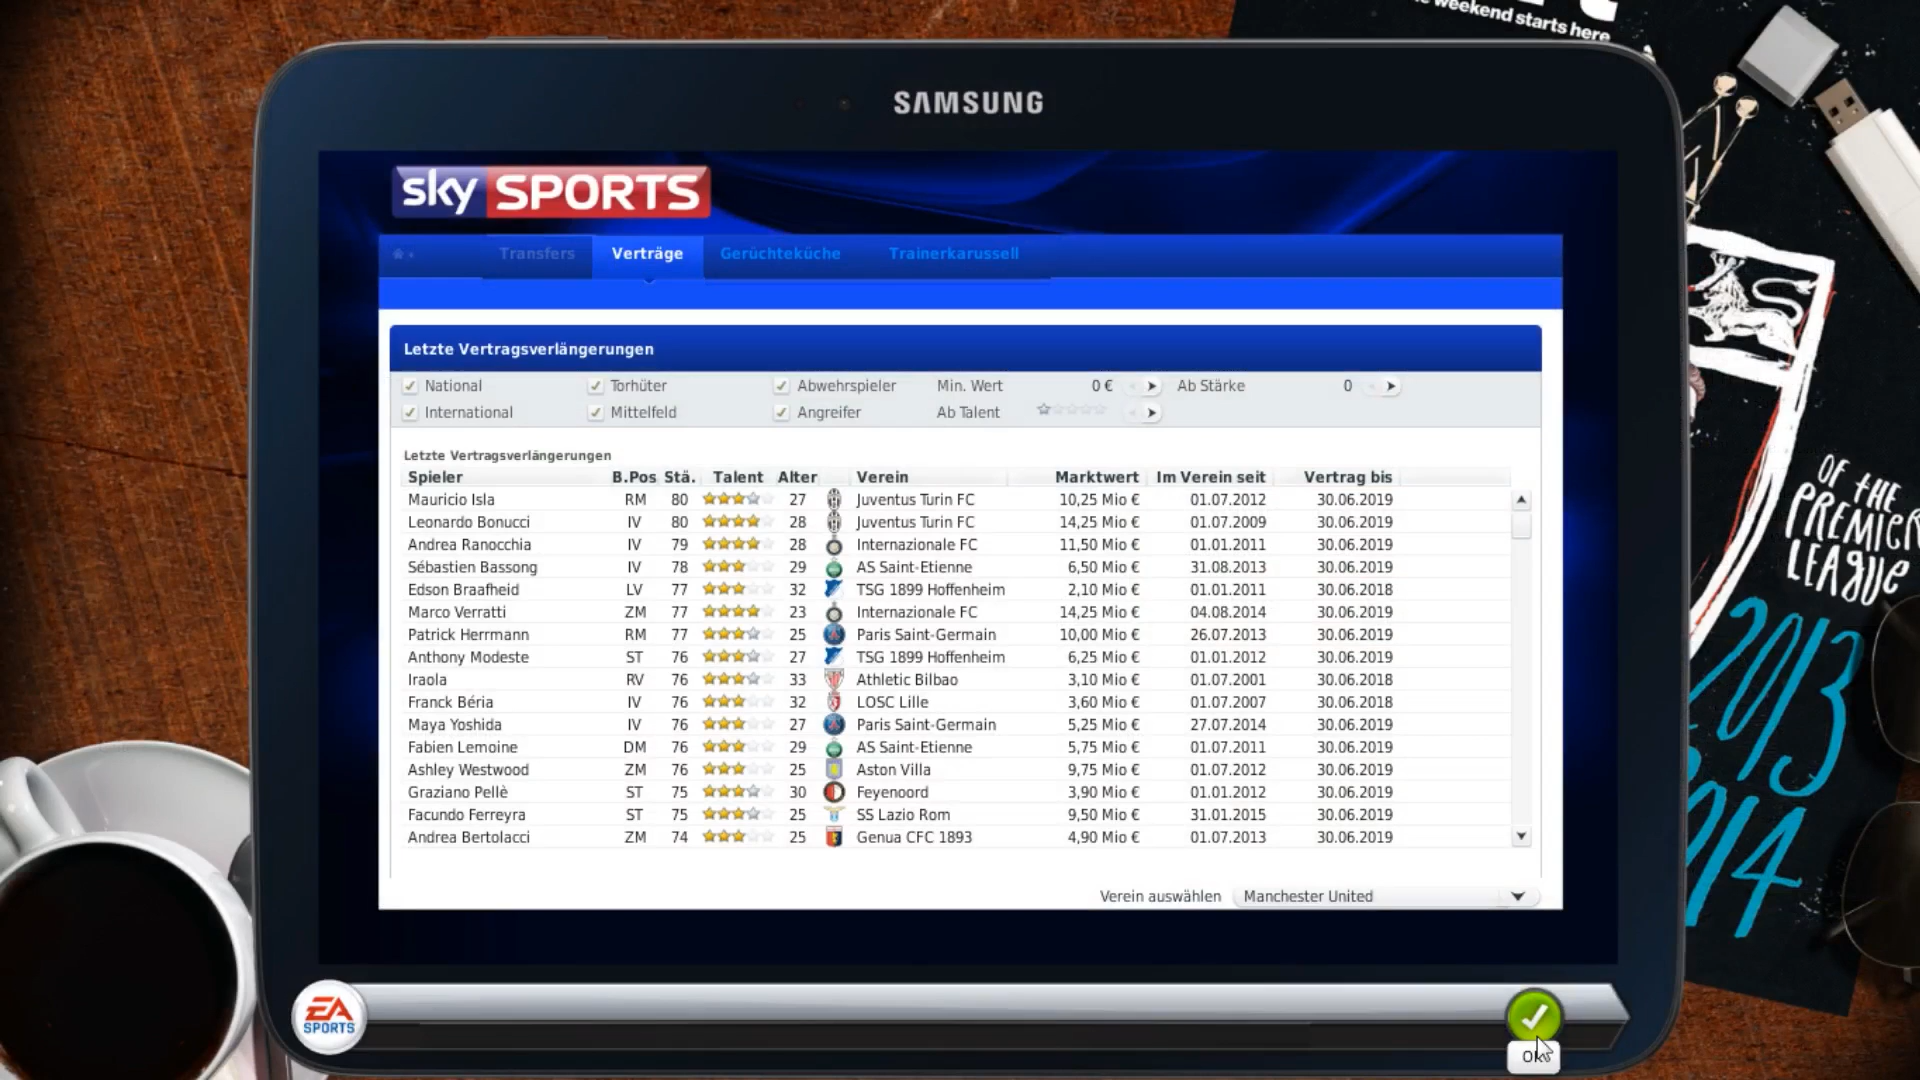 e weekend starts here
SAMSUNG
sky SPORTS
Transfers Verträge Gerüchteküche Trainerkarussell
Letzte Vertragsverlängerungen
National Torhüter Abwehrspieler Min. Wert 0 € Ab Stärke 0
International Mittelfeld Angreifer Ab Talent
Letzte Vertragsverlängerungen
Spieler B.Pos Stä. Talent Alter Verein Marktwert Im Verein seit Vertrag bis
Mauricio Isla RM 80 27 Juventus Turin FC 10,25 Mio € 01.07.2012 30.06.2019
Leonardo Bonucci IV 80 28 Juventus Turin FC 14,25 Mio € 01.07.2009 30.06.2019
Andrea Ranocchia IV 79 28 Internazionale FC 11,50 Mio € 01.01.2011 30.06.2019
Sébastien Bassong IV 78 29 AS Saint-Etienne 6,50 Mio € 31.08.2013 30.06.2019
Edson Braafheid LV 77 32 TSG 1899 Hoffenheim 2,10 Mio € 01.01.2011 30.06.2018
Marco Verratti ZM 77 23 Internazionale FC 14,25 Mio € 04.08.2014 30.06.2019
Patrick Herrmann RM 77 25 Paris Saint-Germain 10,00 Mio € 26.07.2013 30.06.2019
Anthony Modeste ST 76 27 TSG 1899 Hoffenheim 6,25 Mio € 01.01.2012 30.06.2019
Iraola RV 76 33 Athletic Bilbao 3,10 Mio € 01.07.2001 30.06.2018
Franck Béria IV 76 32 LOSC Lille 3,60 Mio € 01.07.2007 30.06.2018
Maya Yoshida IV 76 27 Paris Saint-Germain 5,25 Mio € 27.07.2014 30.06.2019
Fabien Lemoine DM 76 29 AS Saint-Etienne 5,75 Mio € 01.07.2011 30.06.2019
Ashley Westwood ZM 76 25 Aston Villa 9,75 Mio € 01.07.2012 30.06.2019
Graziano Pellè ST 75 30 Feyenoord 3,90 Mio € 01.01.2012 30.06.2019
Facundo Ferreyra ST 75 25 SS Lazio Rom 9,50 Mio € 31.01.2015 30.06.2019
Andrea Bertolacci ZM 74 25 Genua CFC 1893 4,90 Mio € 01.07.2013 30.06.2019
Verein auswählen Manchester United
EA
SPORTS
OK
OF THE
PREMIER
LEAGUE
2013
2014